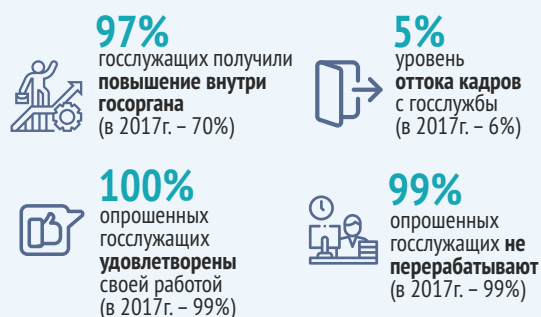 97%
госслужащих получили
повышение внутри
госоргана
(в 2017г. – 70%)
5%
уровень
оттока кадров
с госслужбы
(в 2017г. – 6%)
100%
опрошенных
госслужащих
удовлетворены
своей работой
(в 2017г. – 99%)
99%
опрошенных
госслужащих не
перерабатывают
(в 2017г. – 99%)